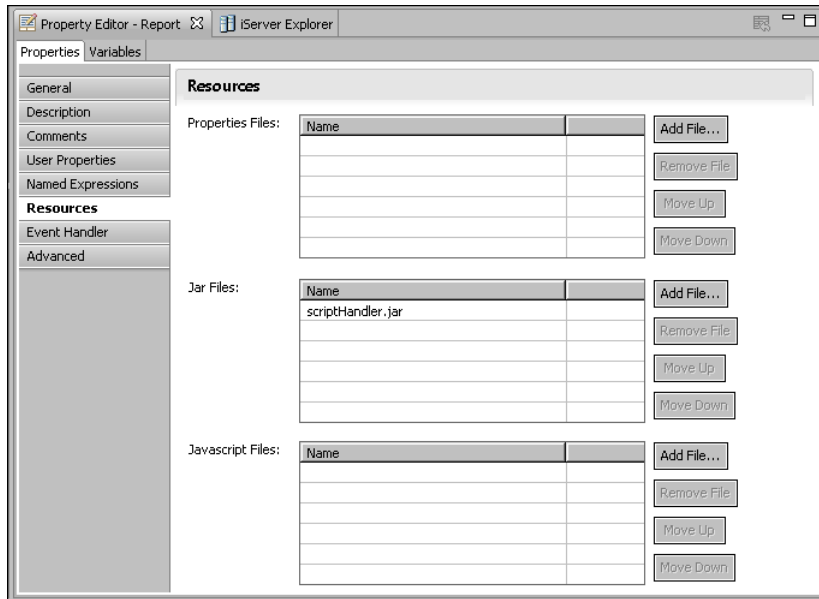 Property Editor - Report iServer Explorer
Properties Variables
General
Description
Comments
User Properties
Named Expressions
Resources
Event Handler
Advanced
Resources
Properties Files:
Name
Add File...
Remove File
Move Up
Move Down
Jar Files:
Name
scriptHandler.jar
Add File...
Remove File
Move Up
Move Down
Javascript Files:
Name
Add File...
Remove File
Move Up
Move Down